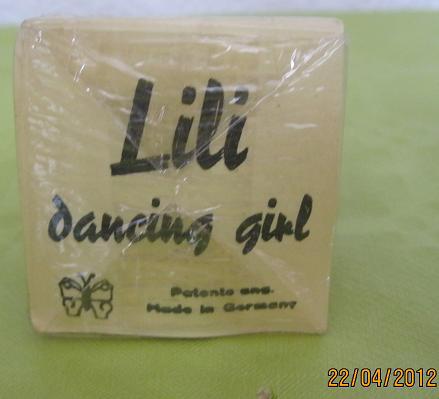 Lili
dancing girl
Patente ang.
Made in Germany
22/04/2012